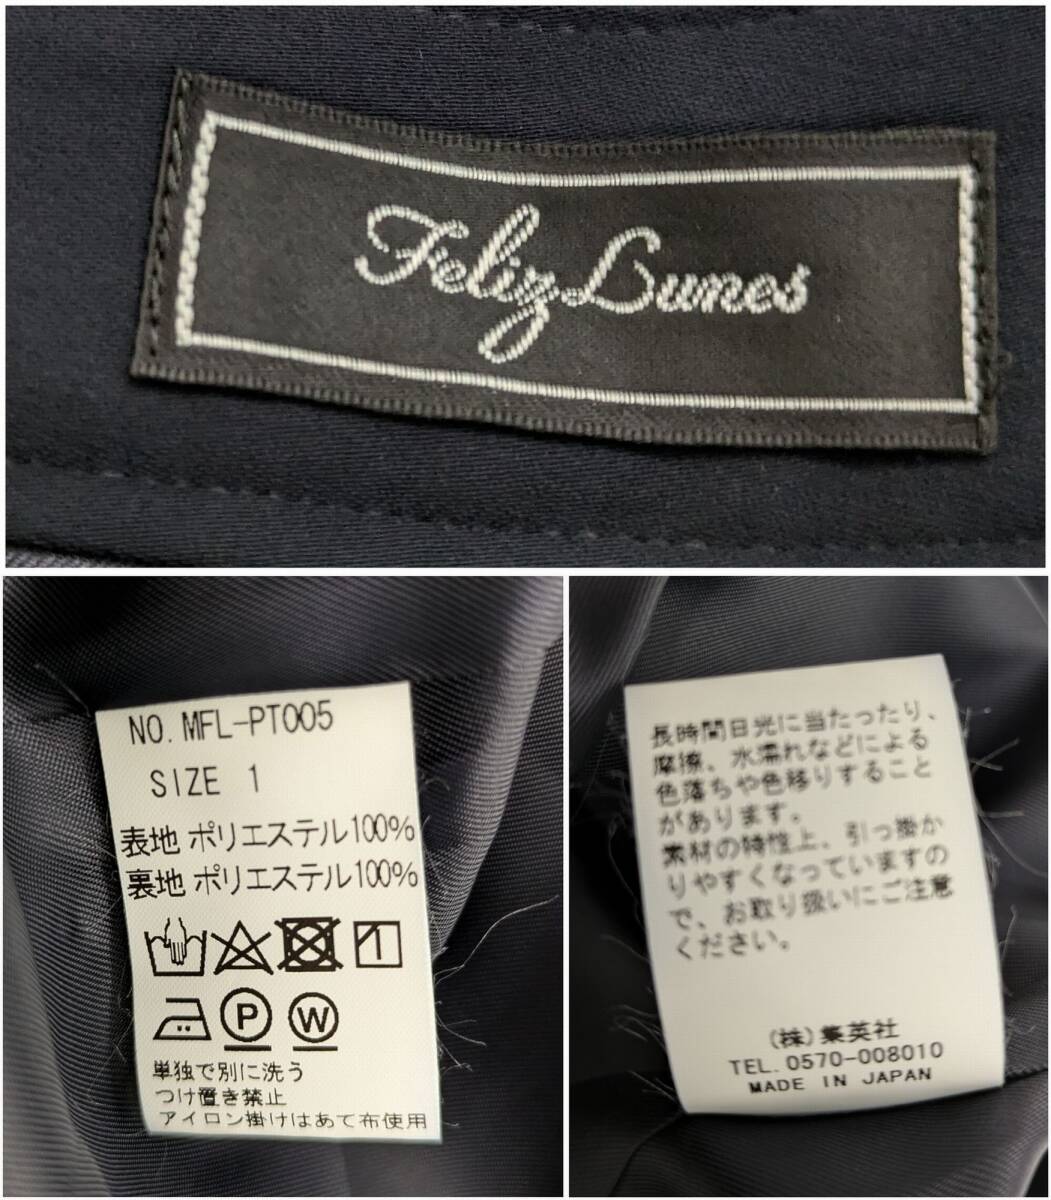 Feliz Lunes
NO. MFL-PT005
SIZE 1
表地 ポリエステル100%
裏地 ポリエステル100%
P W
単独で別に洗う
つけ置き禁止
アイロン掛けはあて布使用
長時間日光に当たったり、
摩擦、水濡れなどによる
色落ちや色移りすること
があります。
素材の特性上、引っ掛か
りやすくなっていますの
で、お取り扱いにご注意
ください。
(株)集英社
TEL. 0570-008010
MADE IN JAPAN